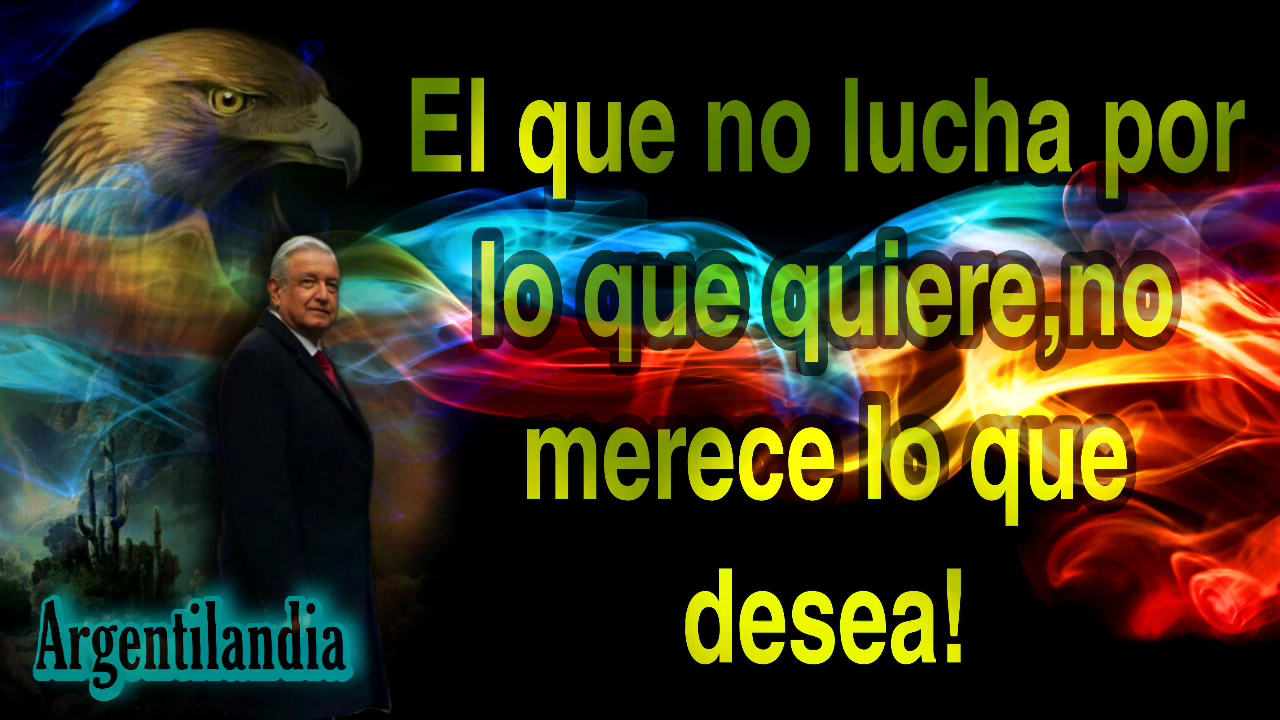 El que no lucha por
lo que quiere,no
merece lo que
desea!
Argentilandia